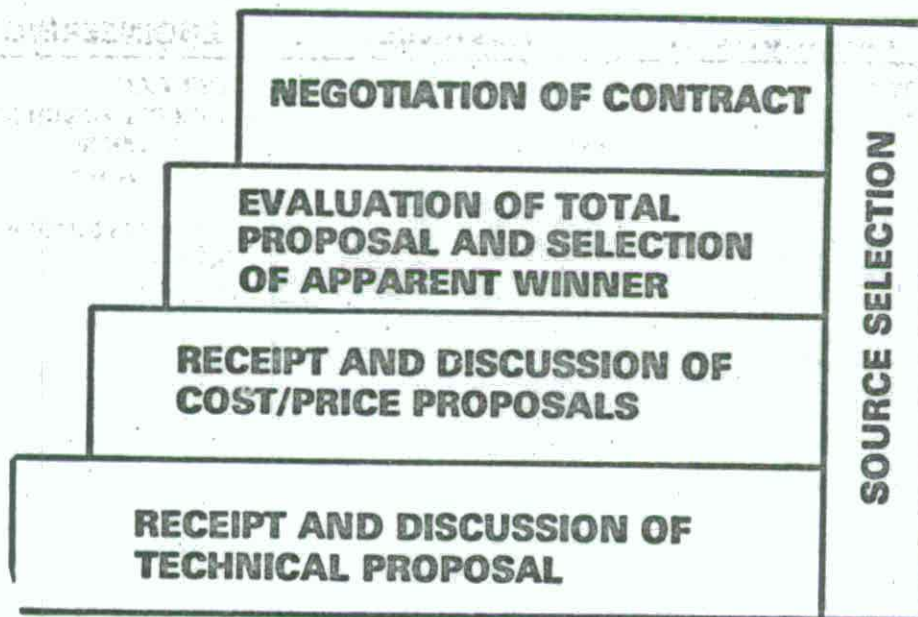 NEGOTIATION OF CONTRACT
EVALUATION OF TOTAL
PROPOSAL AND SELECTION
OF APPARENT WINNER
RECEIPT AND DISCUSSION OF
COST/PRICE PROPOSALS
RECEIPT AND DISCUSSION OF
TECHNICAL PROPOSAL
SOURCE SELECTION